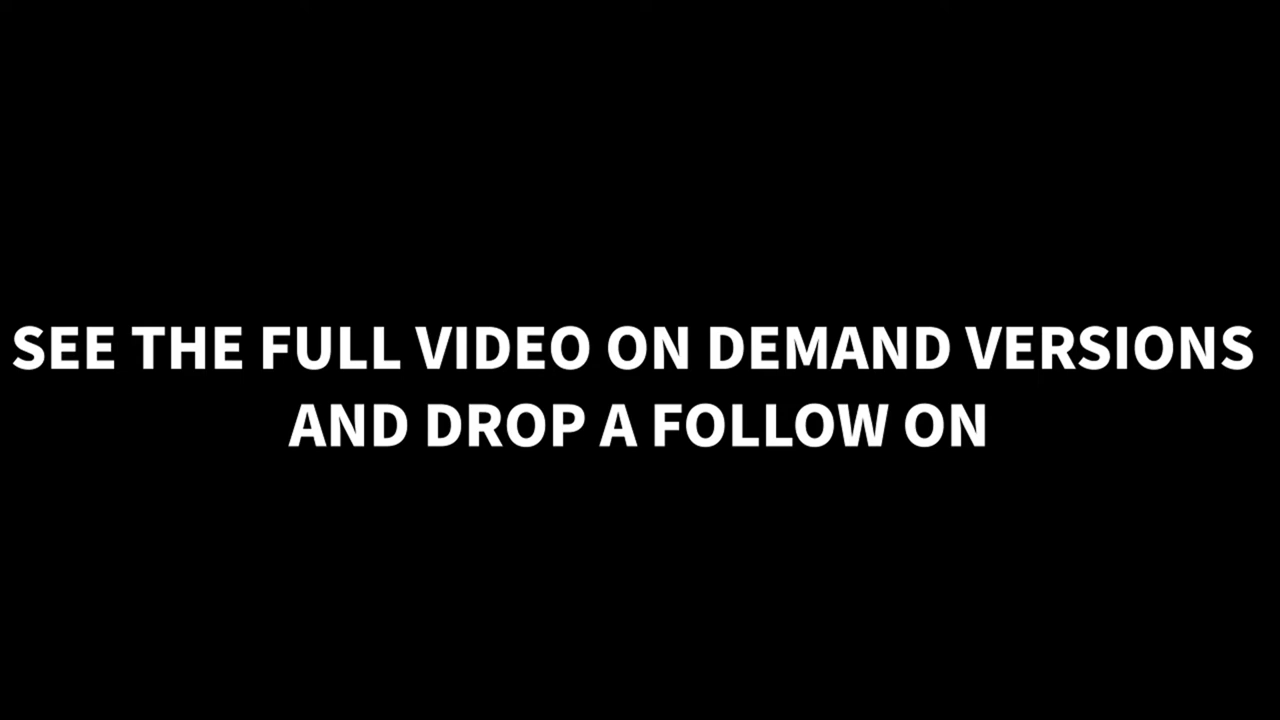 SEE THE FULL VIDEO ON DEMAND VERSIONS
AND DROP A FOLLOW ON